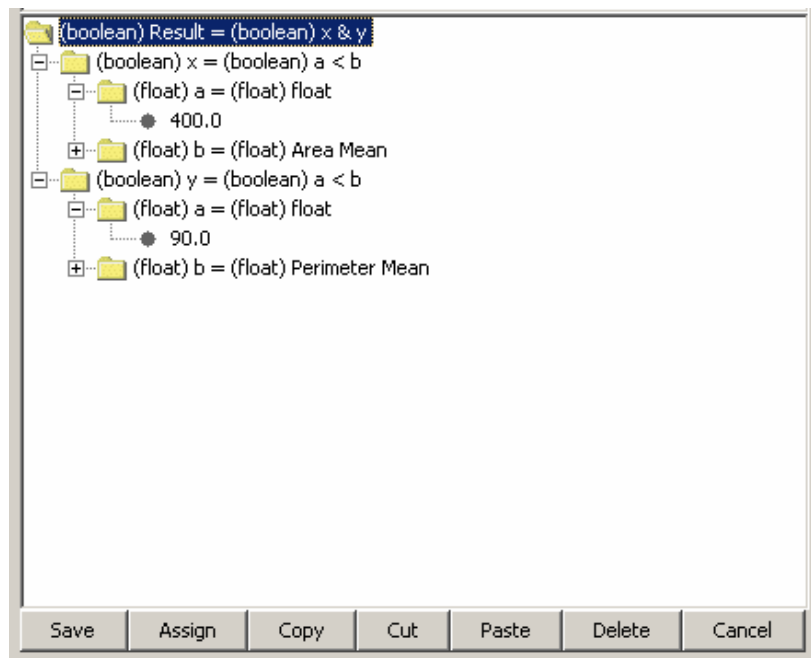 (boolean) Result = (boolean) x & y
(boolean) x = (boolean) a < b
(float) a = (float) float
400.0
(float) b = (float) Area Mean
(boolean) y = (boolean) a < b
(float) a = (float) float
90.0
(float) b = (float) Perimeter Mean
Save Assign Copy Cut Paste Delete Cancel